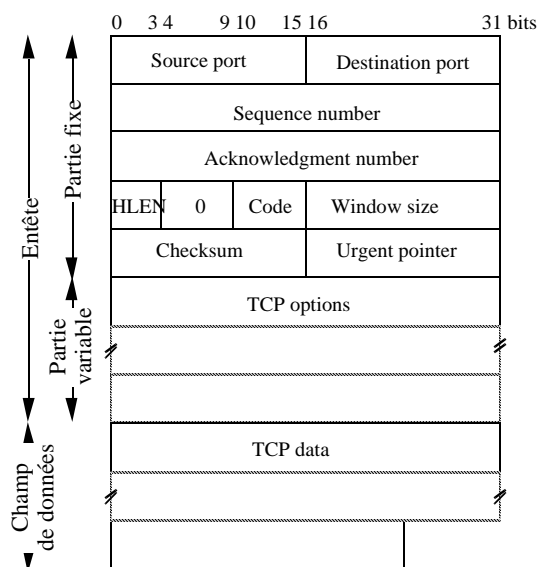 0 3 4 9 10 15 16 31 bits
Source port Destination port
Sequence number
Acknowledgment number
HLEN 0 Code Window size
Checksum Urgent pointer
TCP options
TCP data
Entête
Partie fixe
Partie
variable
Champ
de données